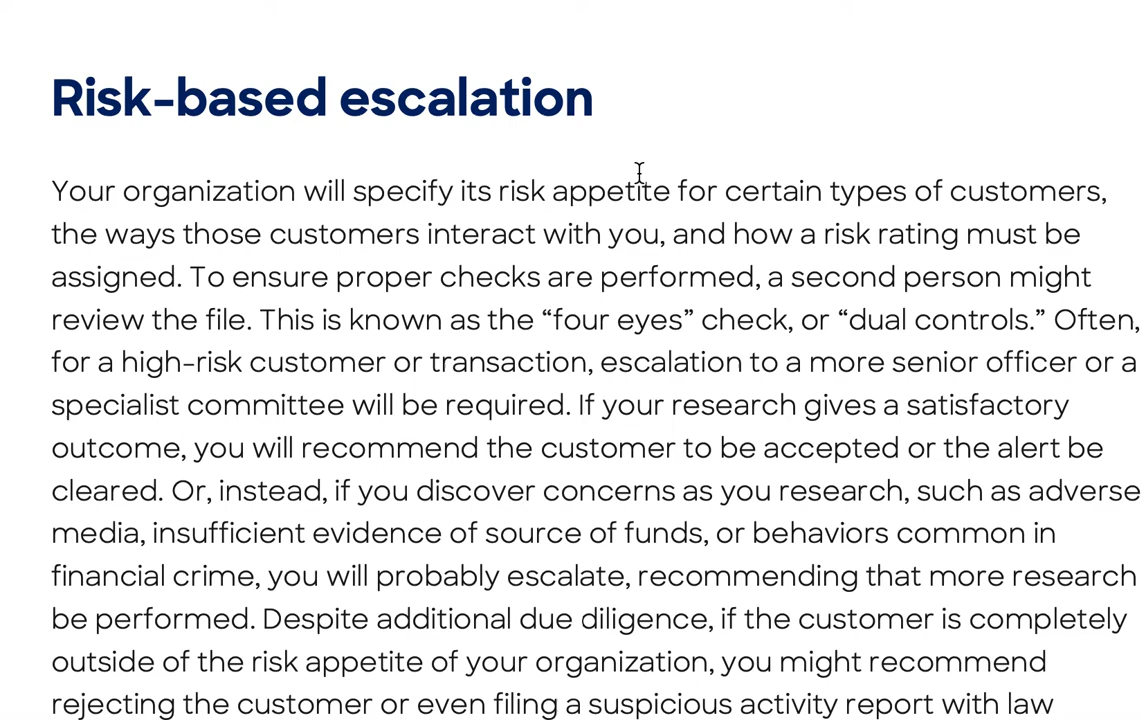 Risk-based escalation
Your organization will specify its risk appetite for certain types of customers,
the ways those customers interact with you, and how a risk rating must be
assigned. To ensure proper checks are performed, a second person might
review the file. This is known as the “four eyes” check, or “dual controls.” Often,
for a high-risk customer or transaction, escalation to a more senior officer or a
specialist committee will be required. If your research gives a satisfactory
outcome, you will recommend the customer to be accepted or the alert be
cleared. Or, instead, if you discover concerns as you research, such as adverse
media, insufficient evidence of source of funds, or behaviors common in
financial crime, you will probably escalate, recommending that more research
be performed. Despite additional due diligence, if the customer is completely
outside of the risk appetite of your organization, you might recommend
rejecting the customer or even filing a suspicious activity report with law